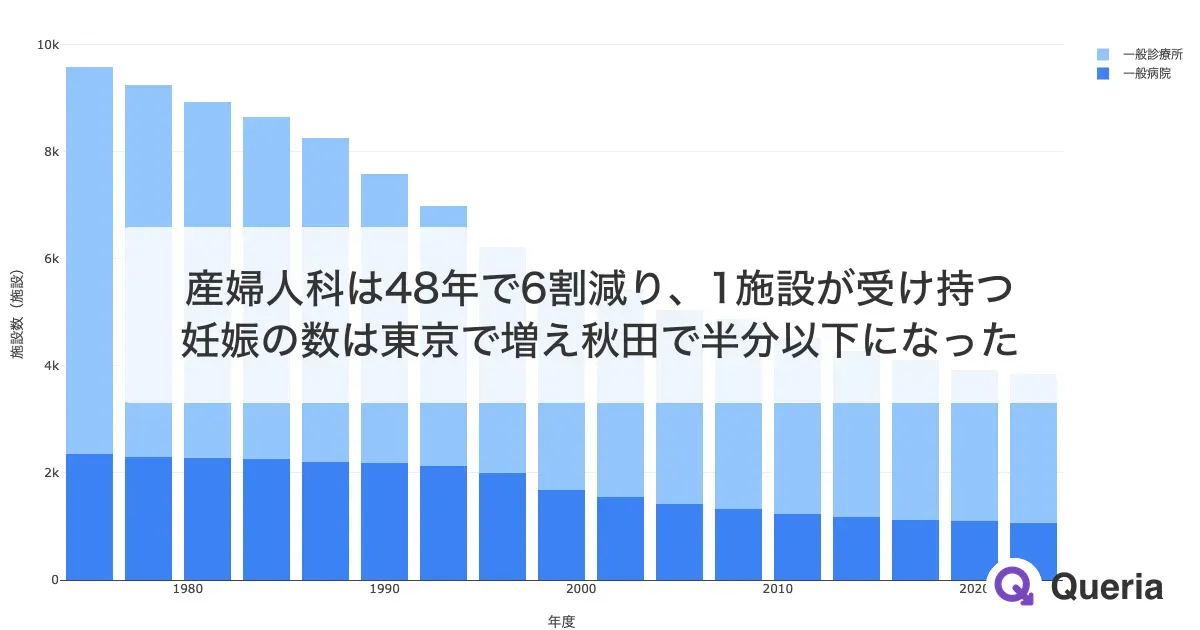 10k
8k
6k
4k
2k
0
施設数（施設）
一般診療所
一般病院
産婦人科は48年で6割減り、1施設が受け持つ
妊娠の数は東京で増え秋田で半分以下になった
1980
1990
2000
2010
2020
年度
Queria